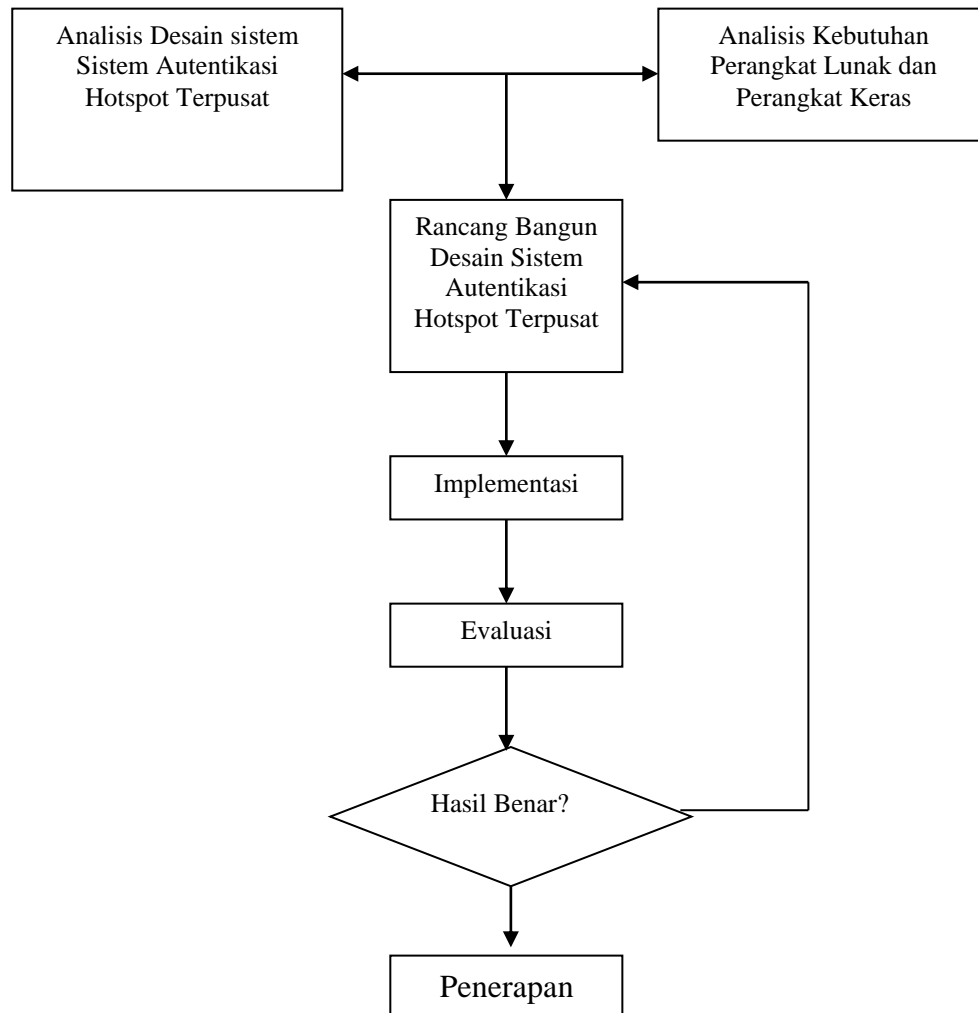 Analisis Desain sistem
Sistem Autentikasi
Hotspot Terpusat
Analisis Kebutuhan
Perangkat Lunak dan
Perangkat Keras
Rancang Bangun
Desain Sistem
Autentikasi
Hotspot Terpusat
Implementasi
Evaluasi
Hasil Benar?
Penerapan